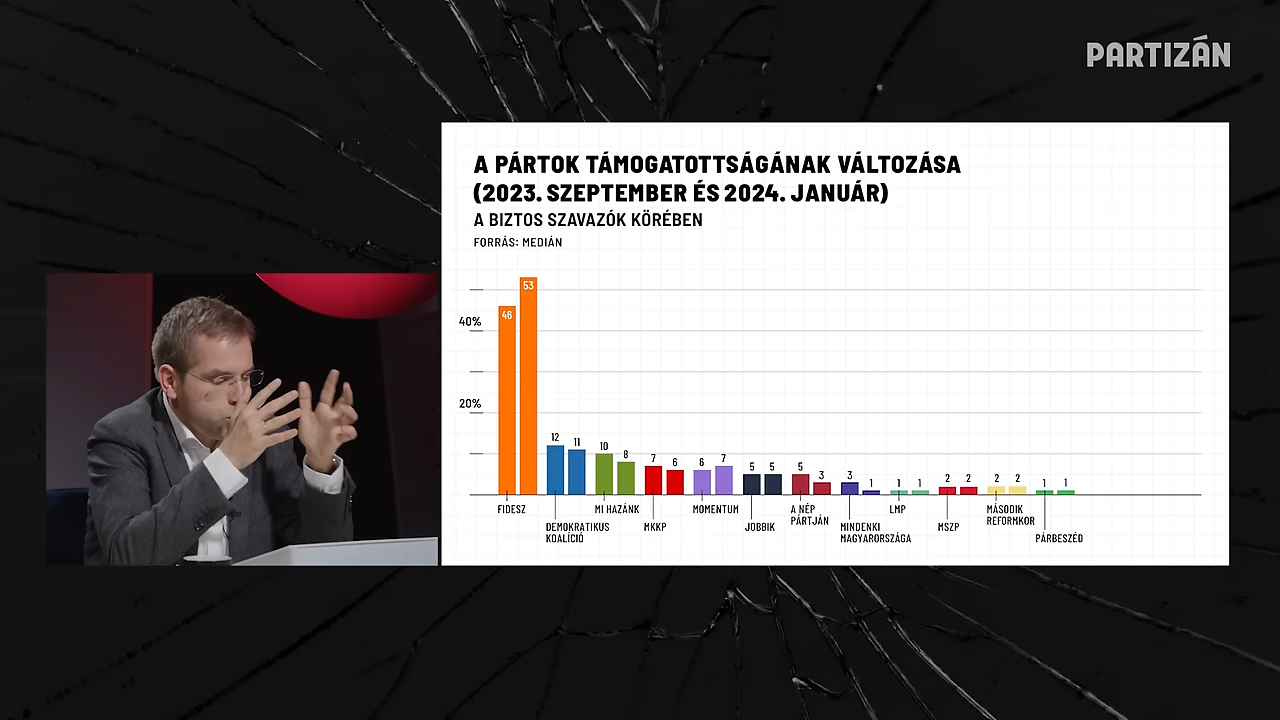 PARTIZÁN
A PÁRTOK TÁMOGATOTTSÁGÁNAK VÁLTOZÁSA
(2023. SZEPTEMBER ÉS 2024. JANUÁR)
A BIZTOS SZAVAZÓK KÖRÉBEN
FORRÁS: MEDIÁN
40%
20%
46 53
12 11
10 8
7 6
6 7
5 5
5 3
3 1
1 1
2 2
2 2
1 1
FIDESZ
DEMOKRATIKUS
KOALÍCIÓ
MI HAZÁNK
MKKP
MOMENTUM
JOBBIK
A NÉP
PÁRTJÁN
MINDENKI
MAGYARORSZÁGA
LMP
MSZP
MÁSODIK
REFORMKOR
PÁRBESZÉD